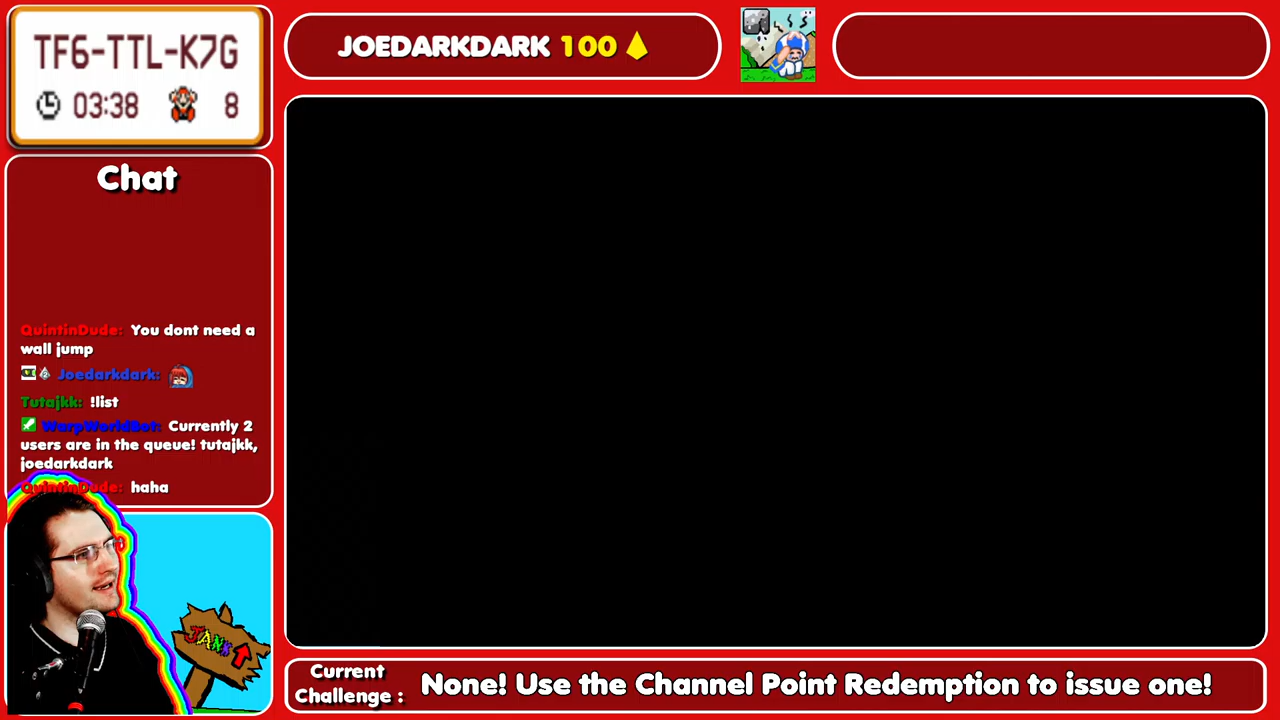 TF6-TTL-K7G
03:38 8
JOEDARKDARK 100
Chat
QuintinDude: You dont need a
wall jump
Joedarkdark:
Tutajkk: !list
WarpWorldBot: Currently 2
users are in the queue! tutajkk,
joedarkdark
QuintinDude: haha
JANK
Current
Challenge :
None! Use the Channel Point Redemption to issue one!